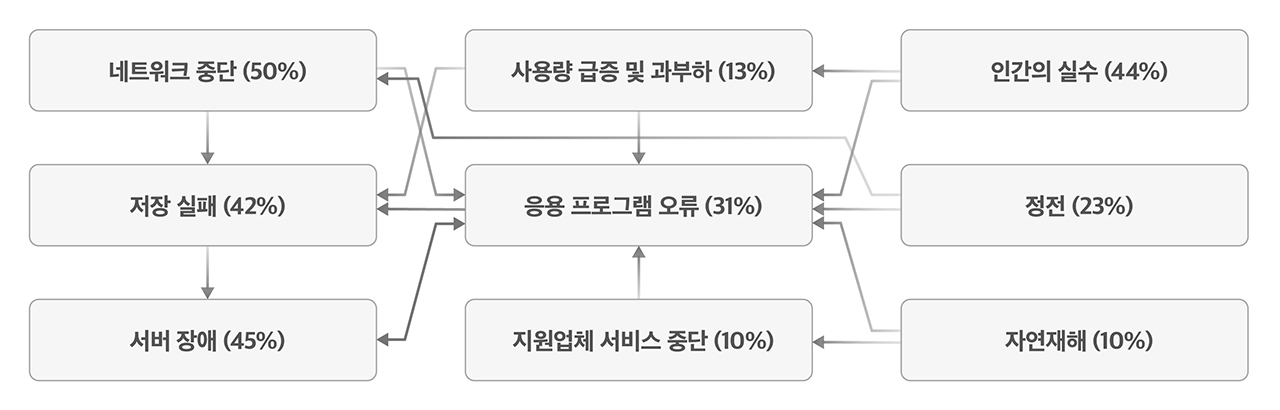 네트워크 중단 (50%)
사용량 급증 및 과부하 (13%)
인간의 실수 (44%)
저장 실패 (42%)
응용 프로그램 오류 (31%)
정전 (23%)
서버 장애 (45%)
지원업체 서비스 중단 (10%)
자연재해 (10%)